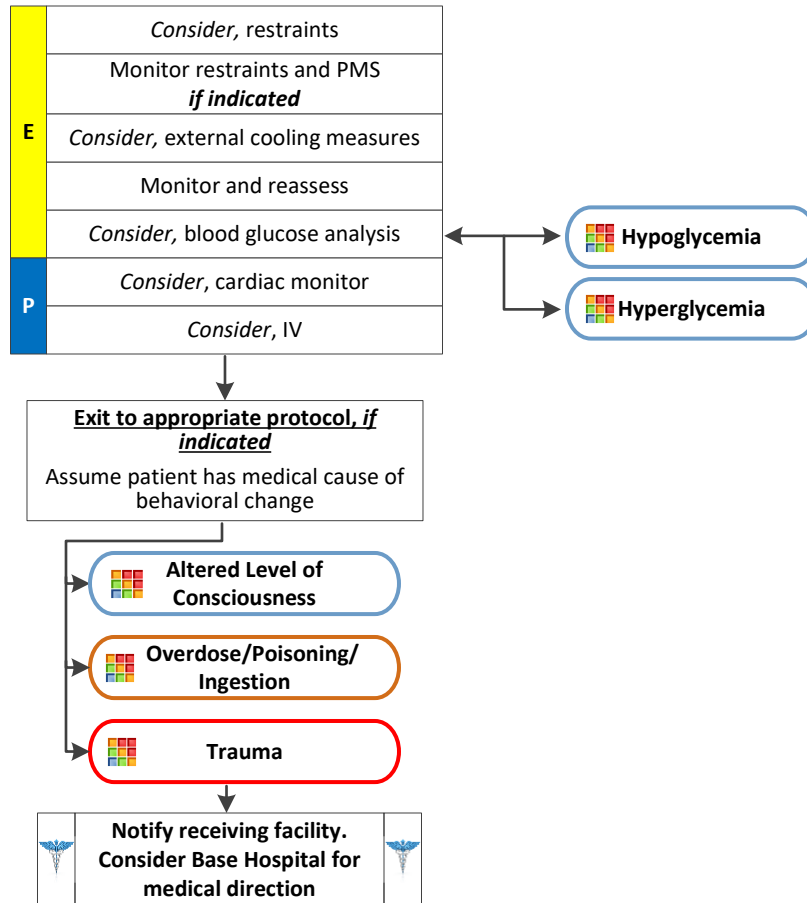 E
Consider, restraints
Monitor restraints and PMS
if indicated
Consider, external cooling measures
Monitor and reassess
Consider, blood glucose analysis
P
Consider, cardiac monitor
Consider, IV
Hypoglycemia
Hyperglycemia
Exit to appropriate protocol, if
indicated
Assume patient has medical cause of
behavioral change
Altered Level of
Consciousness
Overdose/Poisoning/
Ingestion
Trauma
Notify receiving facility.
Consider Base Hospital for
medical direction